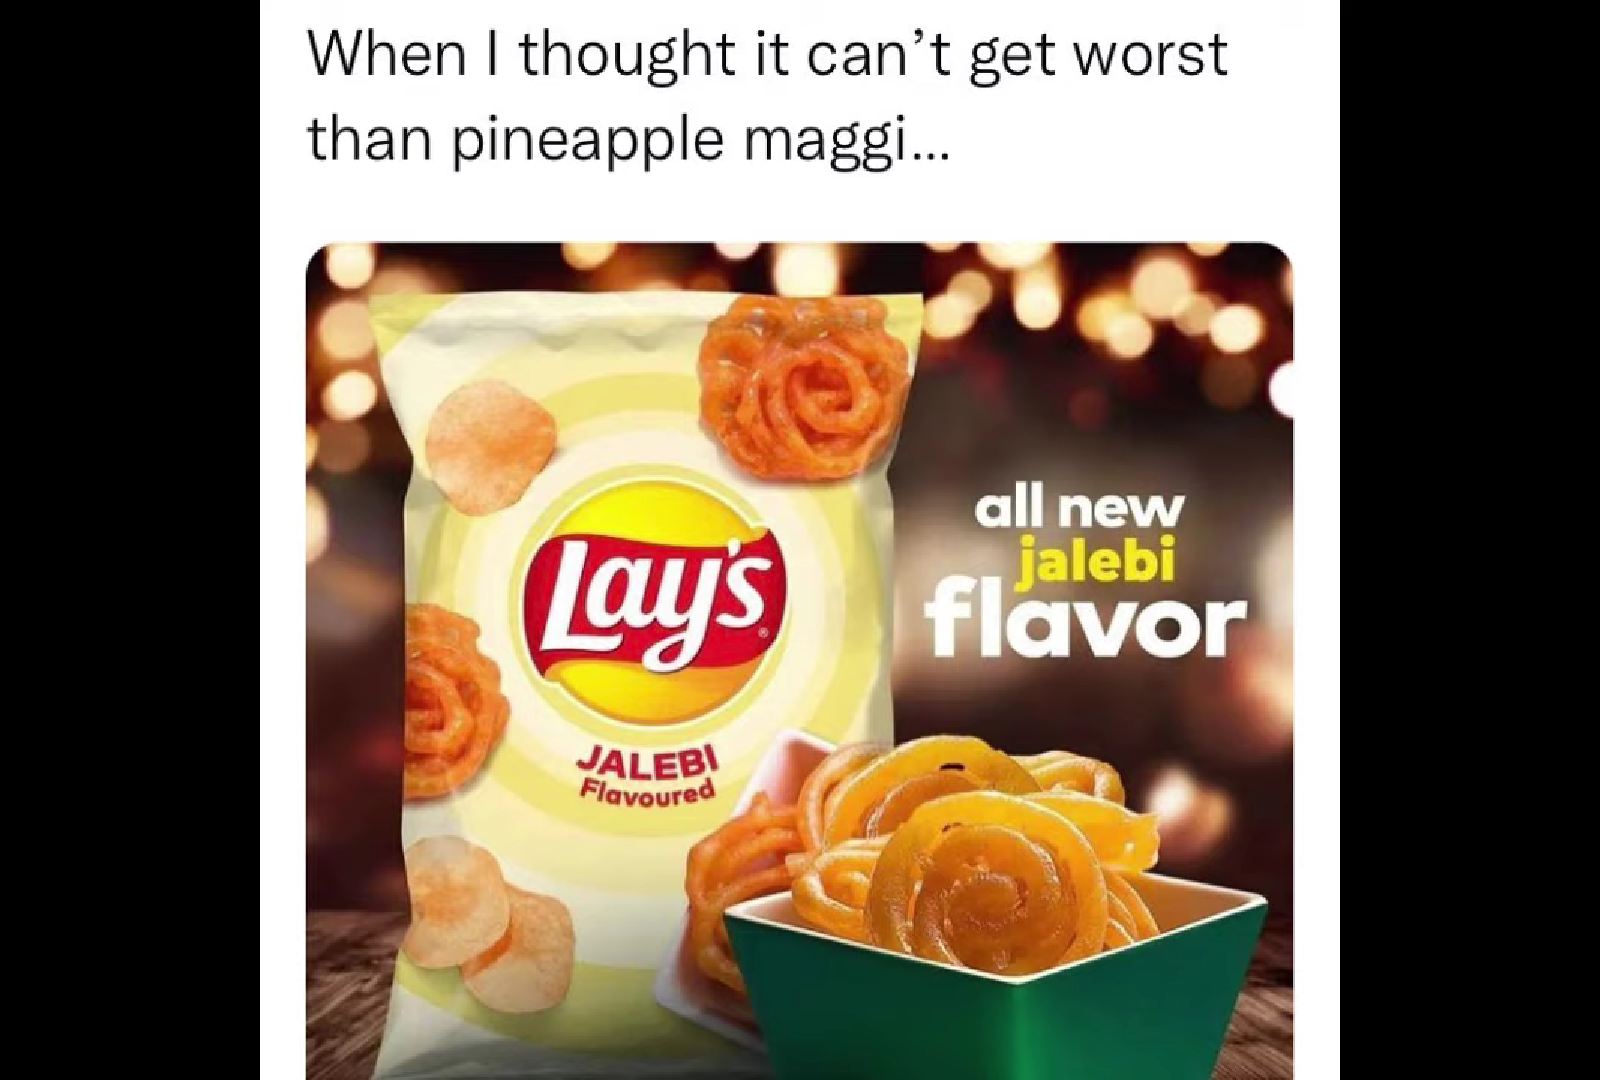 When I thought it can’t get worst
than pineapple maggi...
Lay's
JALEBI
Flavoured
all new
jalebi
flavor